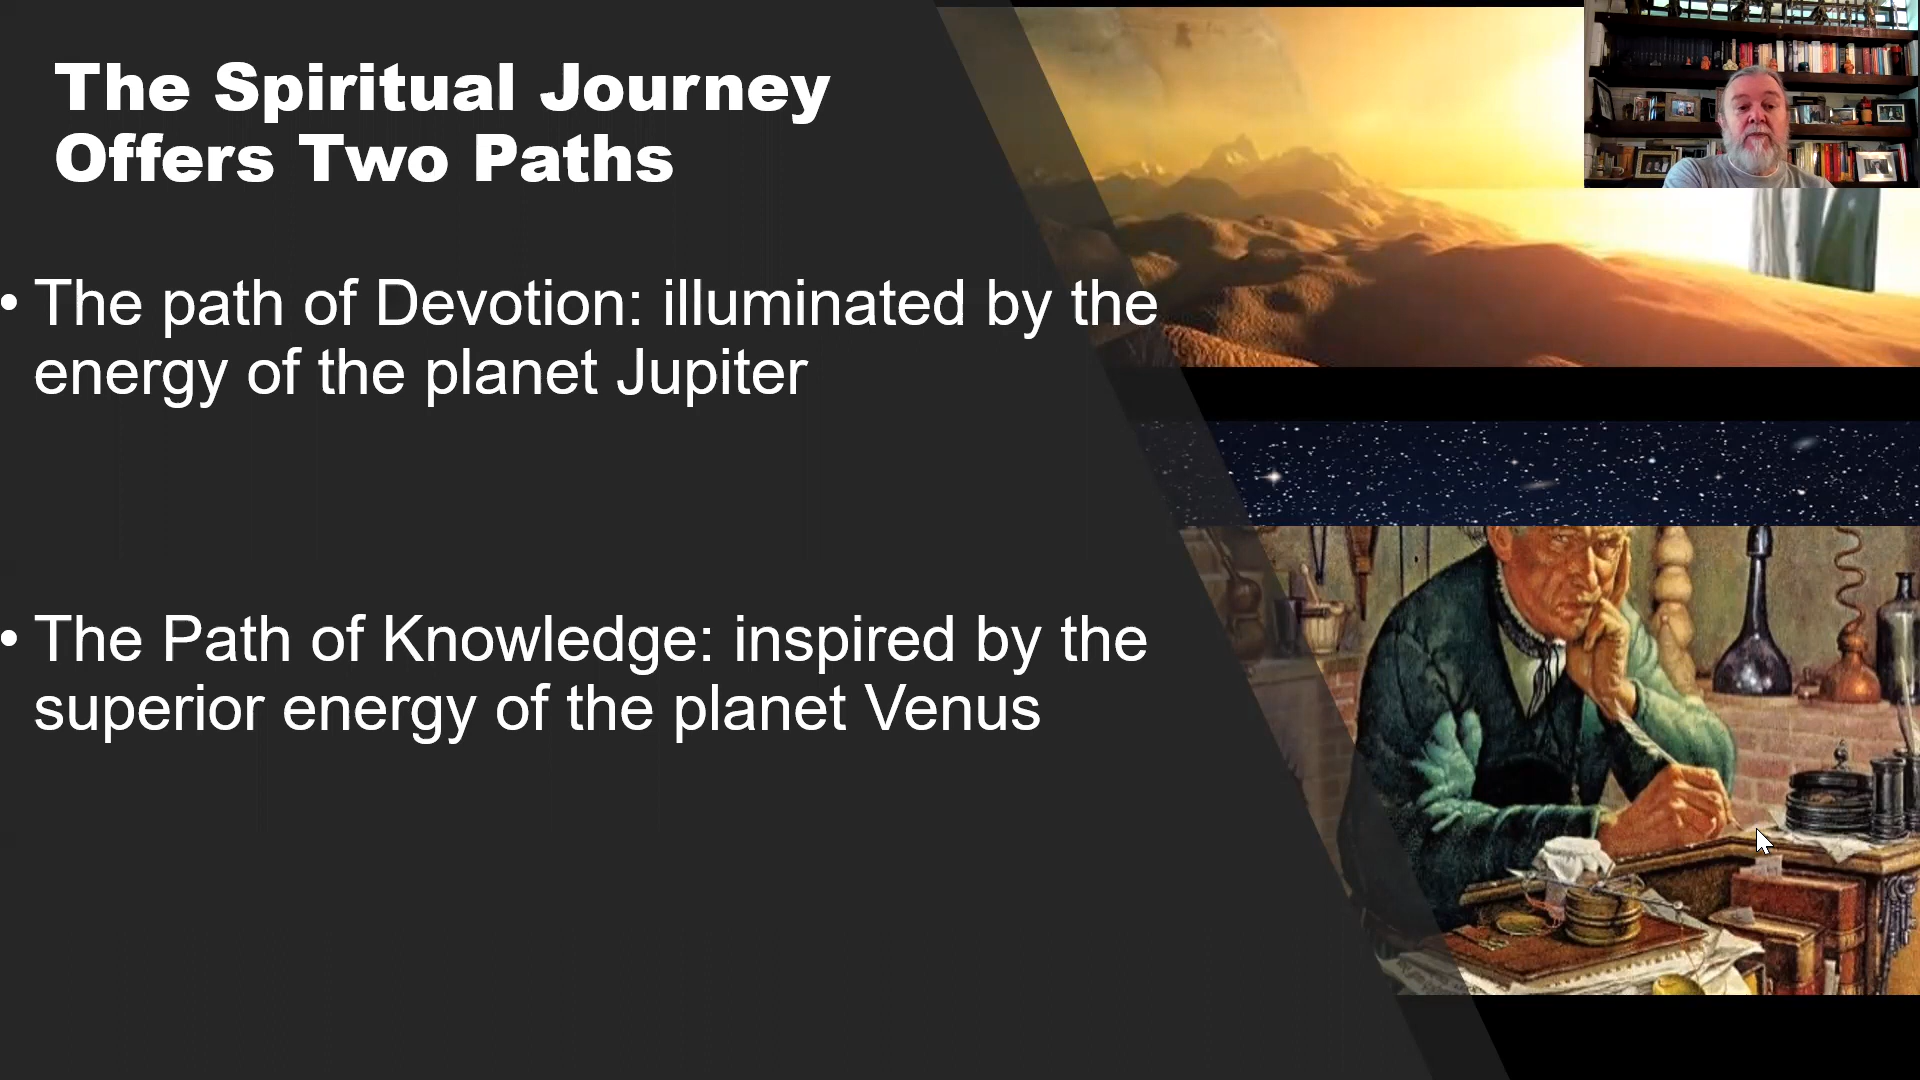 The Spiritual Journey
Offers Two Paths
• The path of Devotion: illuminated by the
energy of the planet Jupiter
• The Path of Knowledge: inspired by the
superior energy of the planet Venus